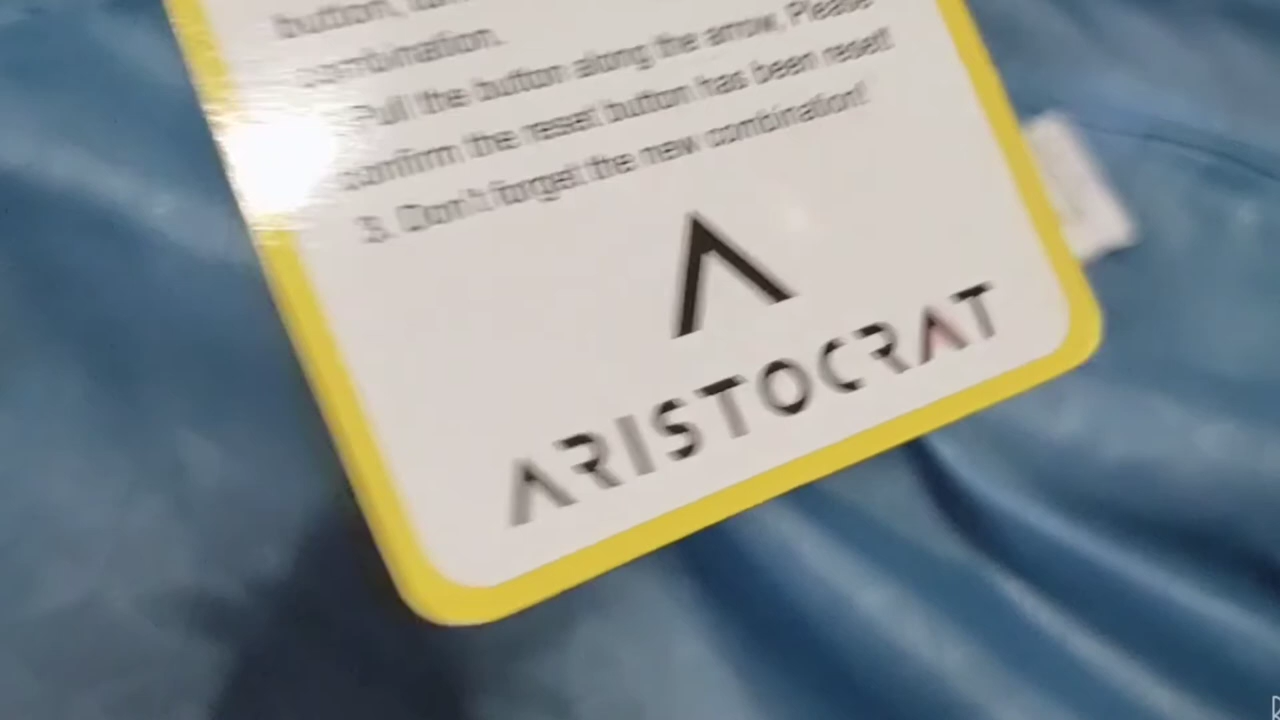 button,
combination.
Pull the button along the arrow, Please
confirm the reset button has been reset!
3. Don't forget the new combination!
ARISTOCRAT